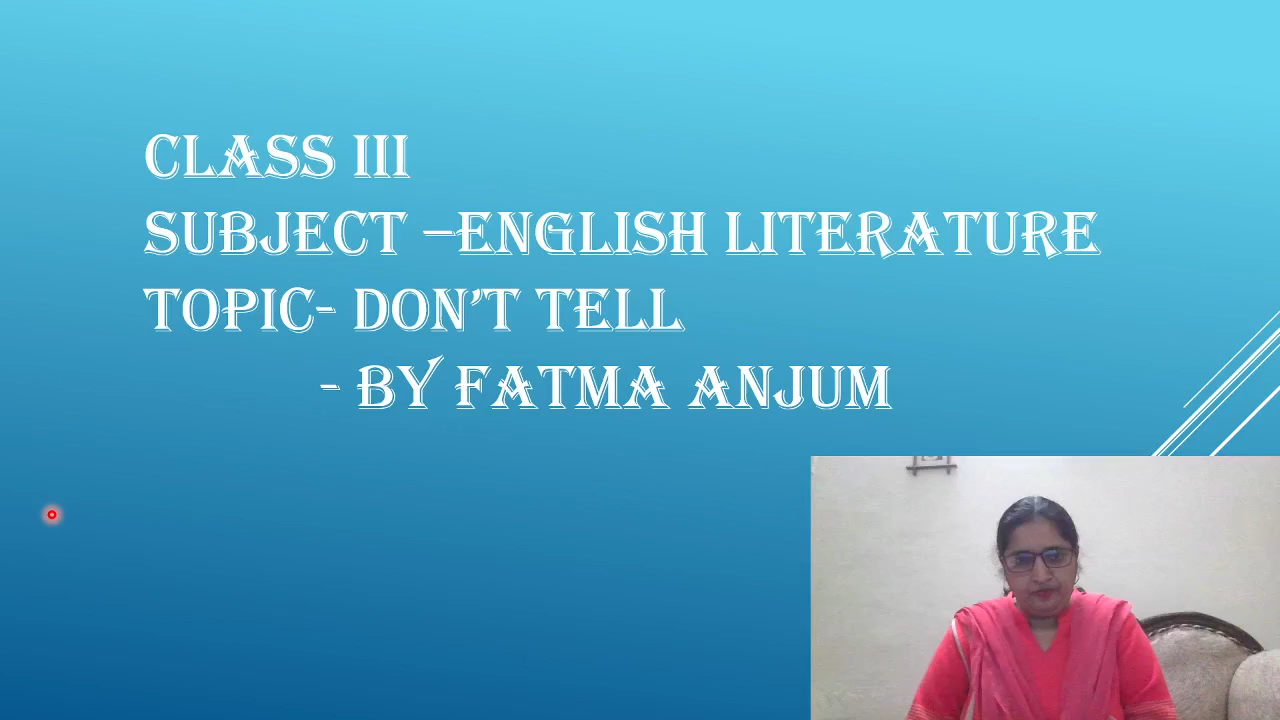 CLASS III
SUBJECT –ENGLISH LITERATURE
TOPIC- DON'T TELL
- BY FATMA ANJUM